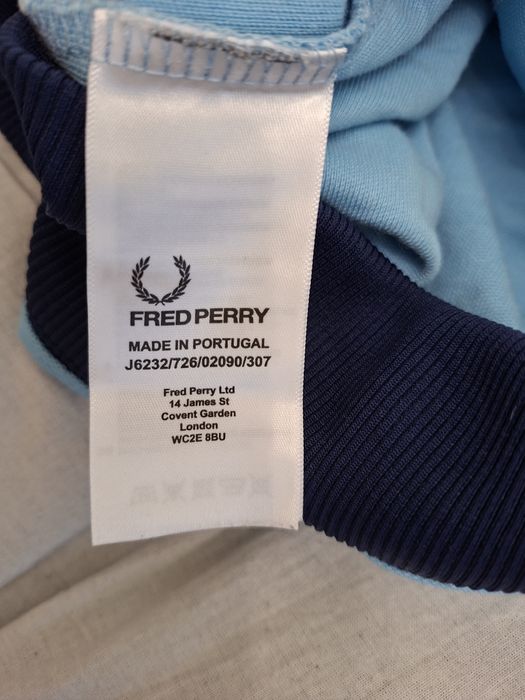 FRED PERRY
MADE IN PORTUGAL
J6232/726/02090/307
Fred Perry Ltd
14 James St
Covent Garden
London
WC2E 8BU